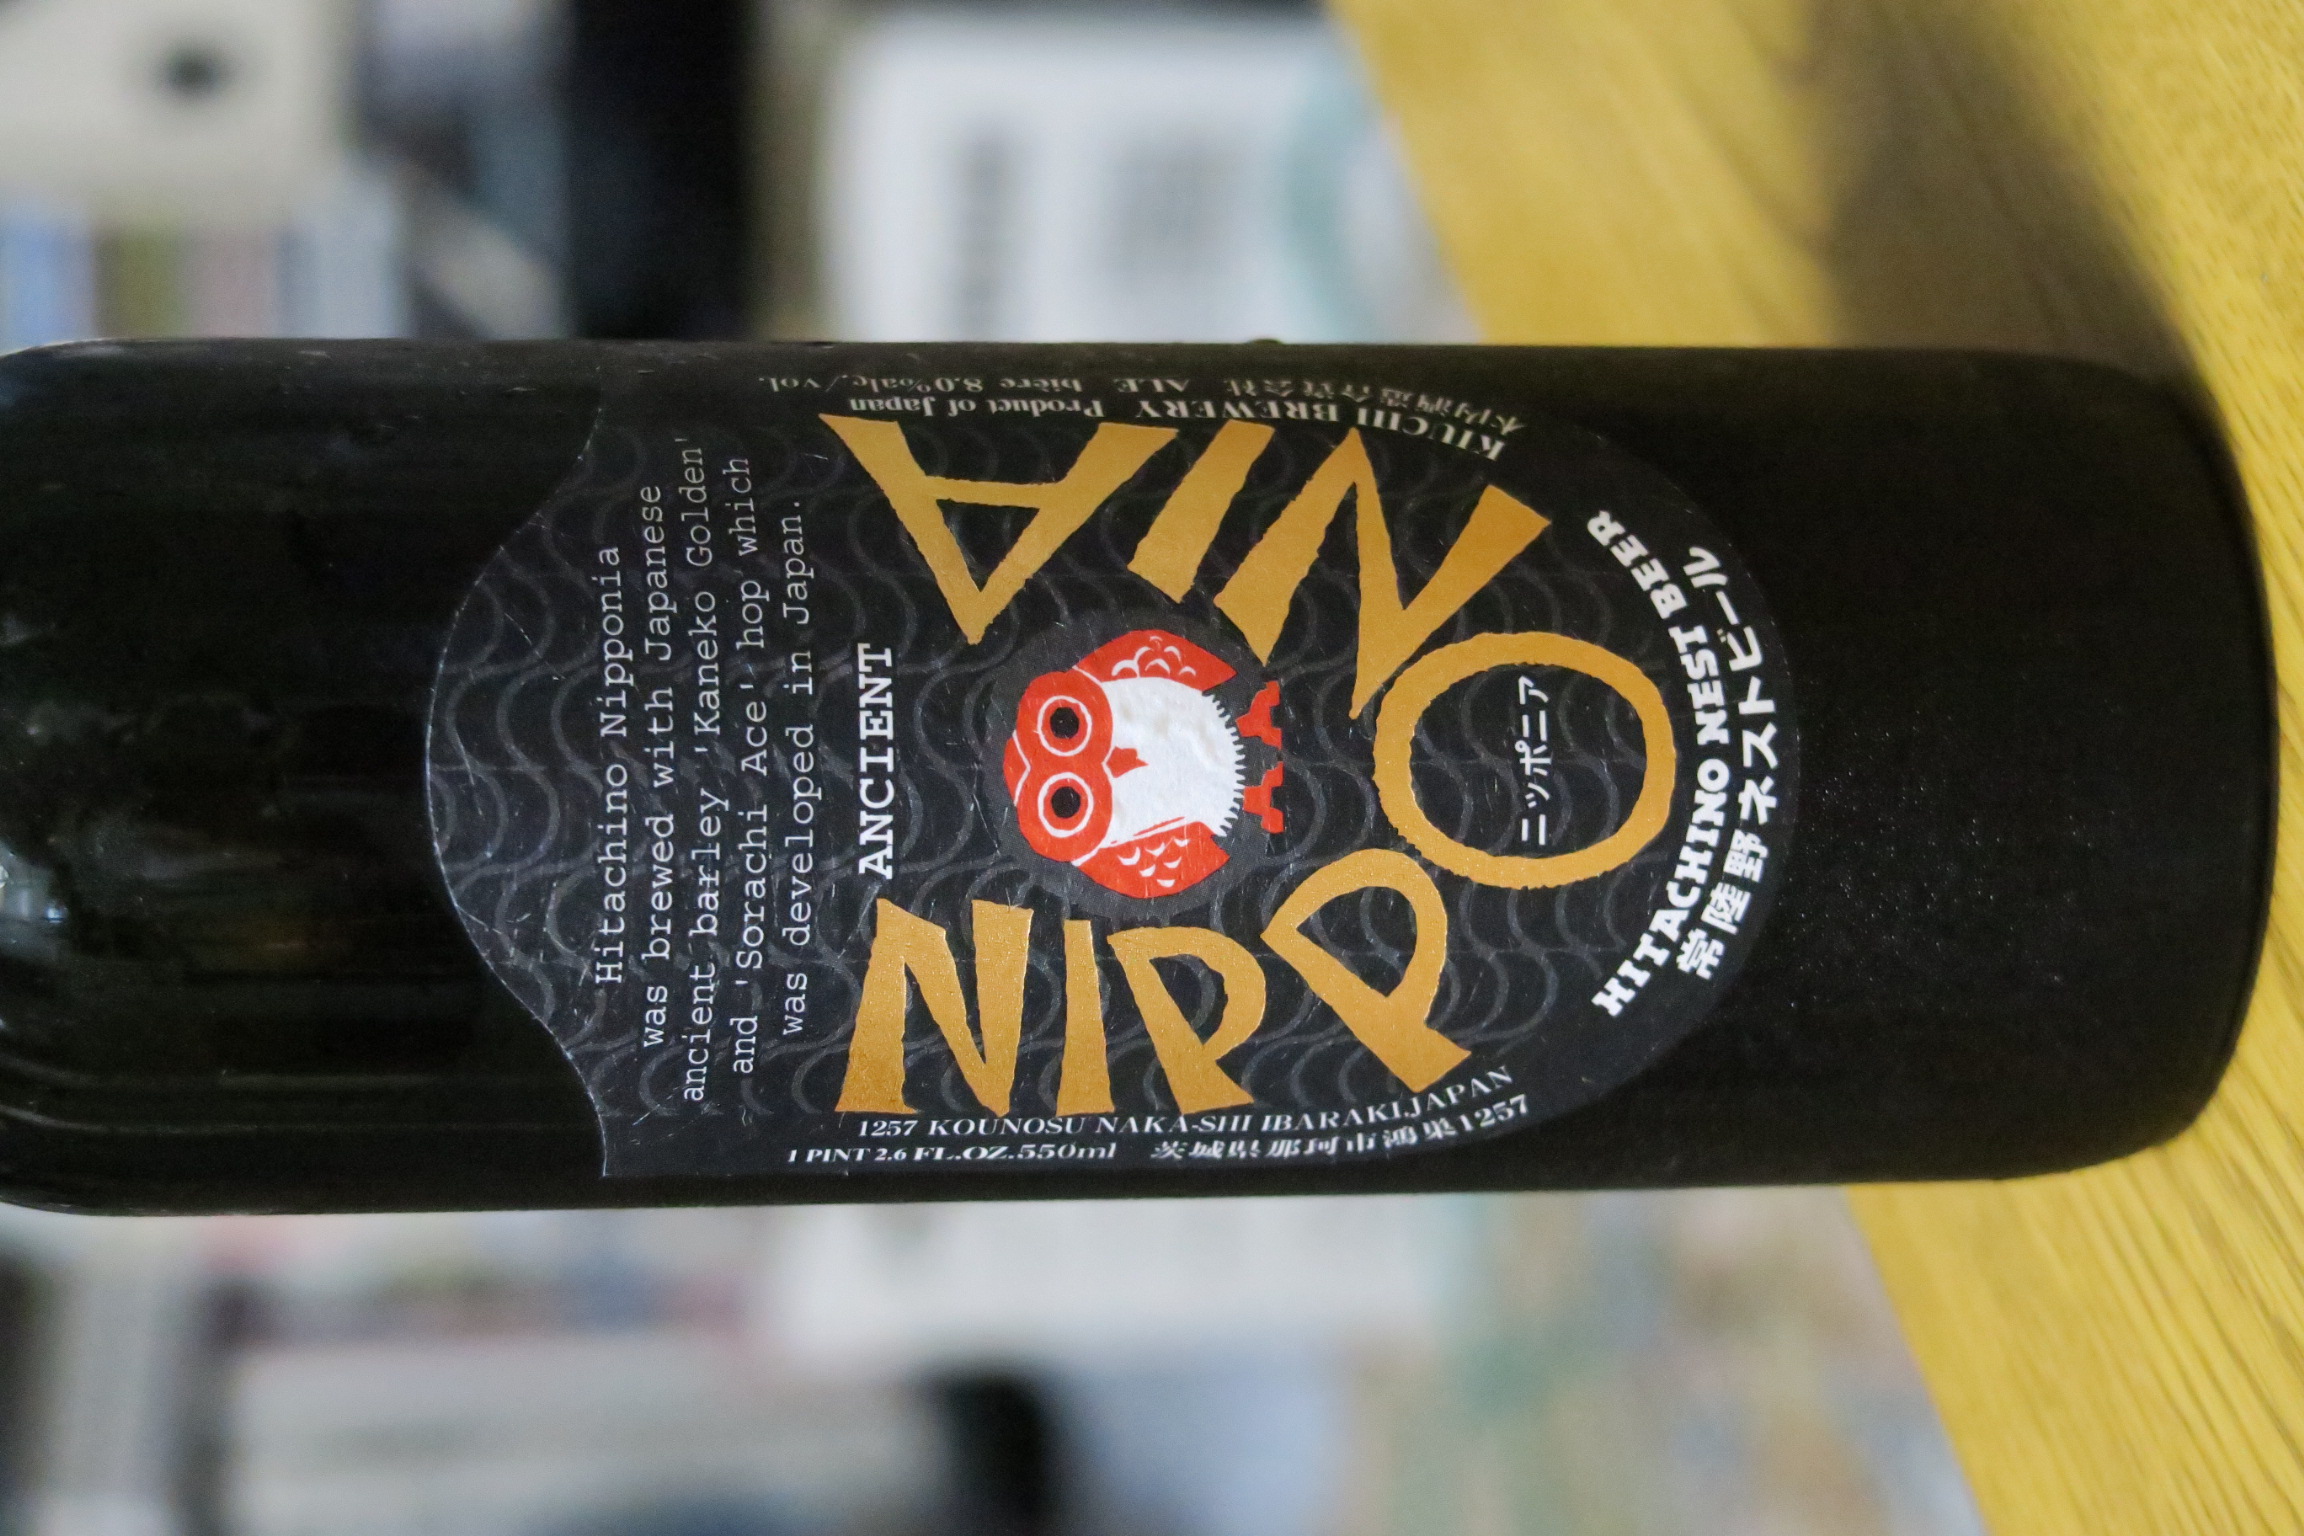 Hitachino Nipponia
was brewed with Japanese
ancient barley 'Kaneko Golden'
and 'Sorachi Ace' hop which
was developed in Japan.
ANCIENT
NIPPONIA
ニッポニア
HITACHINO NEST BEER
常陸野ネストビール
1257 KOUNOSU NAKA-SHI IBARAKI.JAPAN
1 PINT 2.6 FL.OZ.550ml 茨城県那珂市鴻巣1257
KIUCHI BREWERY Product of Japan
木内酒造合資会社 ALE bière 8.0%alc./vol.